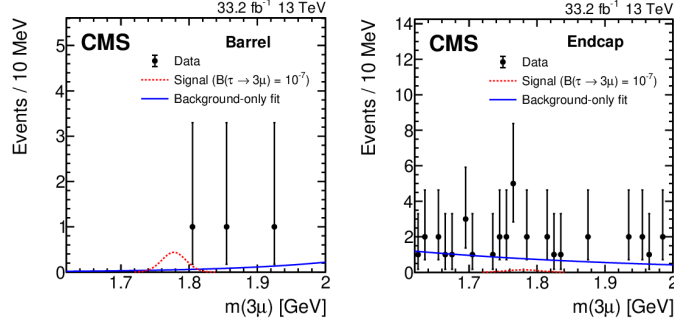 33.2 fb⁻¹ 13 TeV
CMS Barrel
Data
Signal (B(τ → 3μ) = 10⁻⁷)
Background-only fit
Events / 10 MeV
5
4
3
2
1
0
1.7 1.8 1.9 2
m(3μ) [GeV]
33.2 fb⁻¹ 13 TeV
CMS Endcap
Data
Signal (B(τ → 3μ) = 10⁻⁷)
Background-only fit
Events / 10 MeV
14
12
10
8
6
4
2
0
1.7 1.8 1.9 2
m(3μ) [GeV]